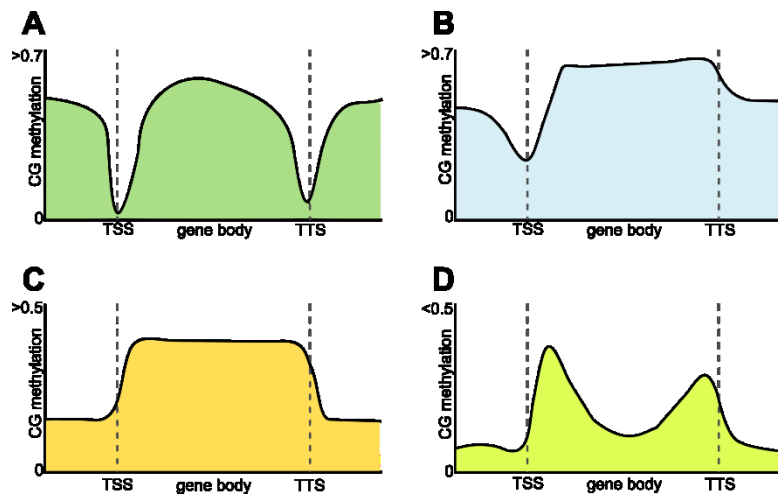 A
>0.7
CG methylation
0
TSS gene body TTS
B
>0.7
CG methylation
0
TSS gene body TTS
C
>0.5
CG methylation
0
TSS gene body TTS
D
<0.5
CG methylation
0
TSS gene body TTS